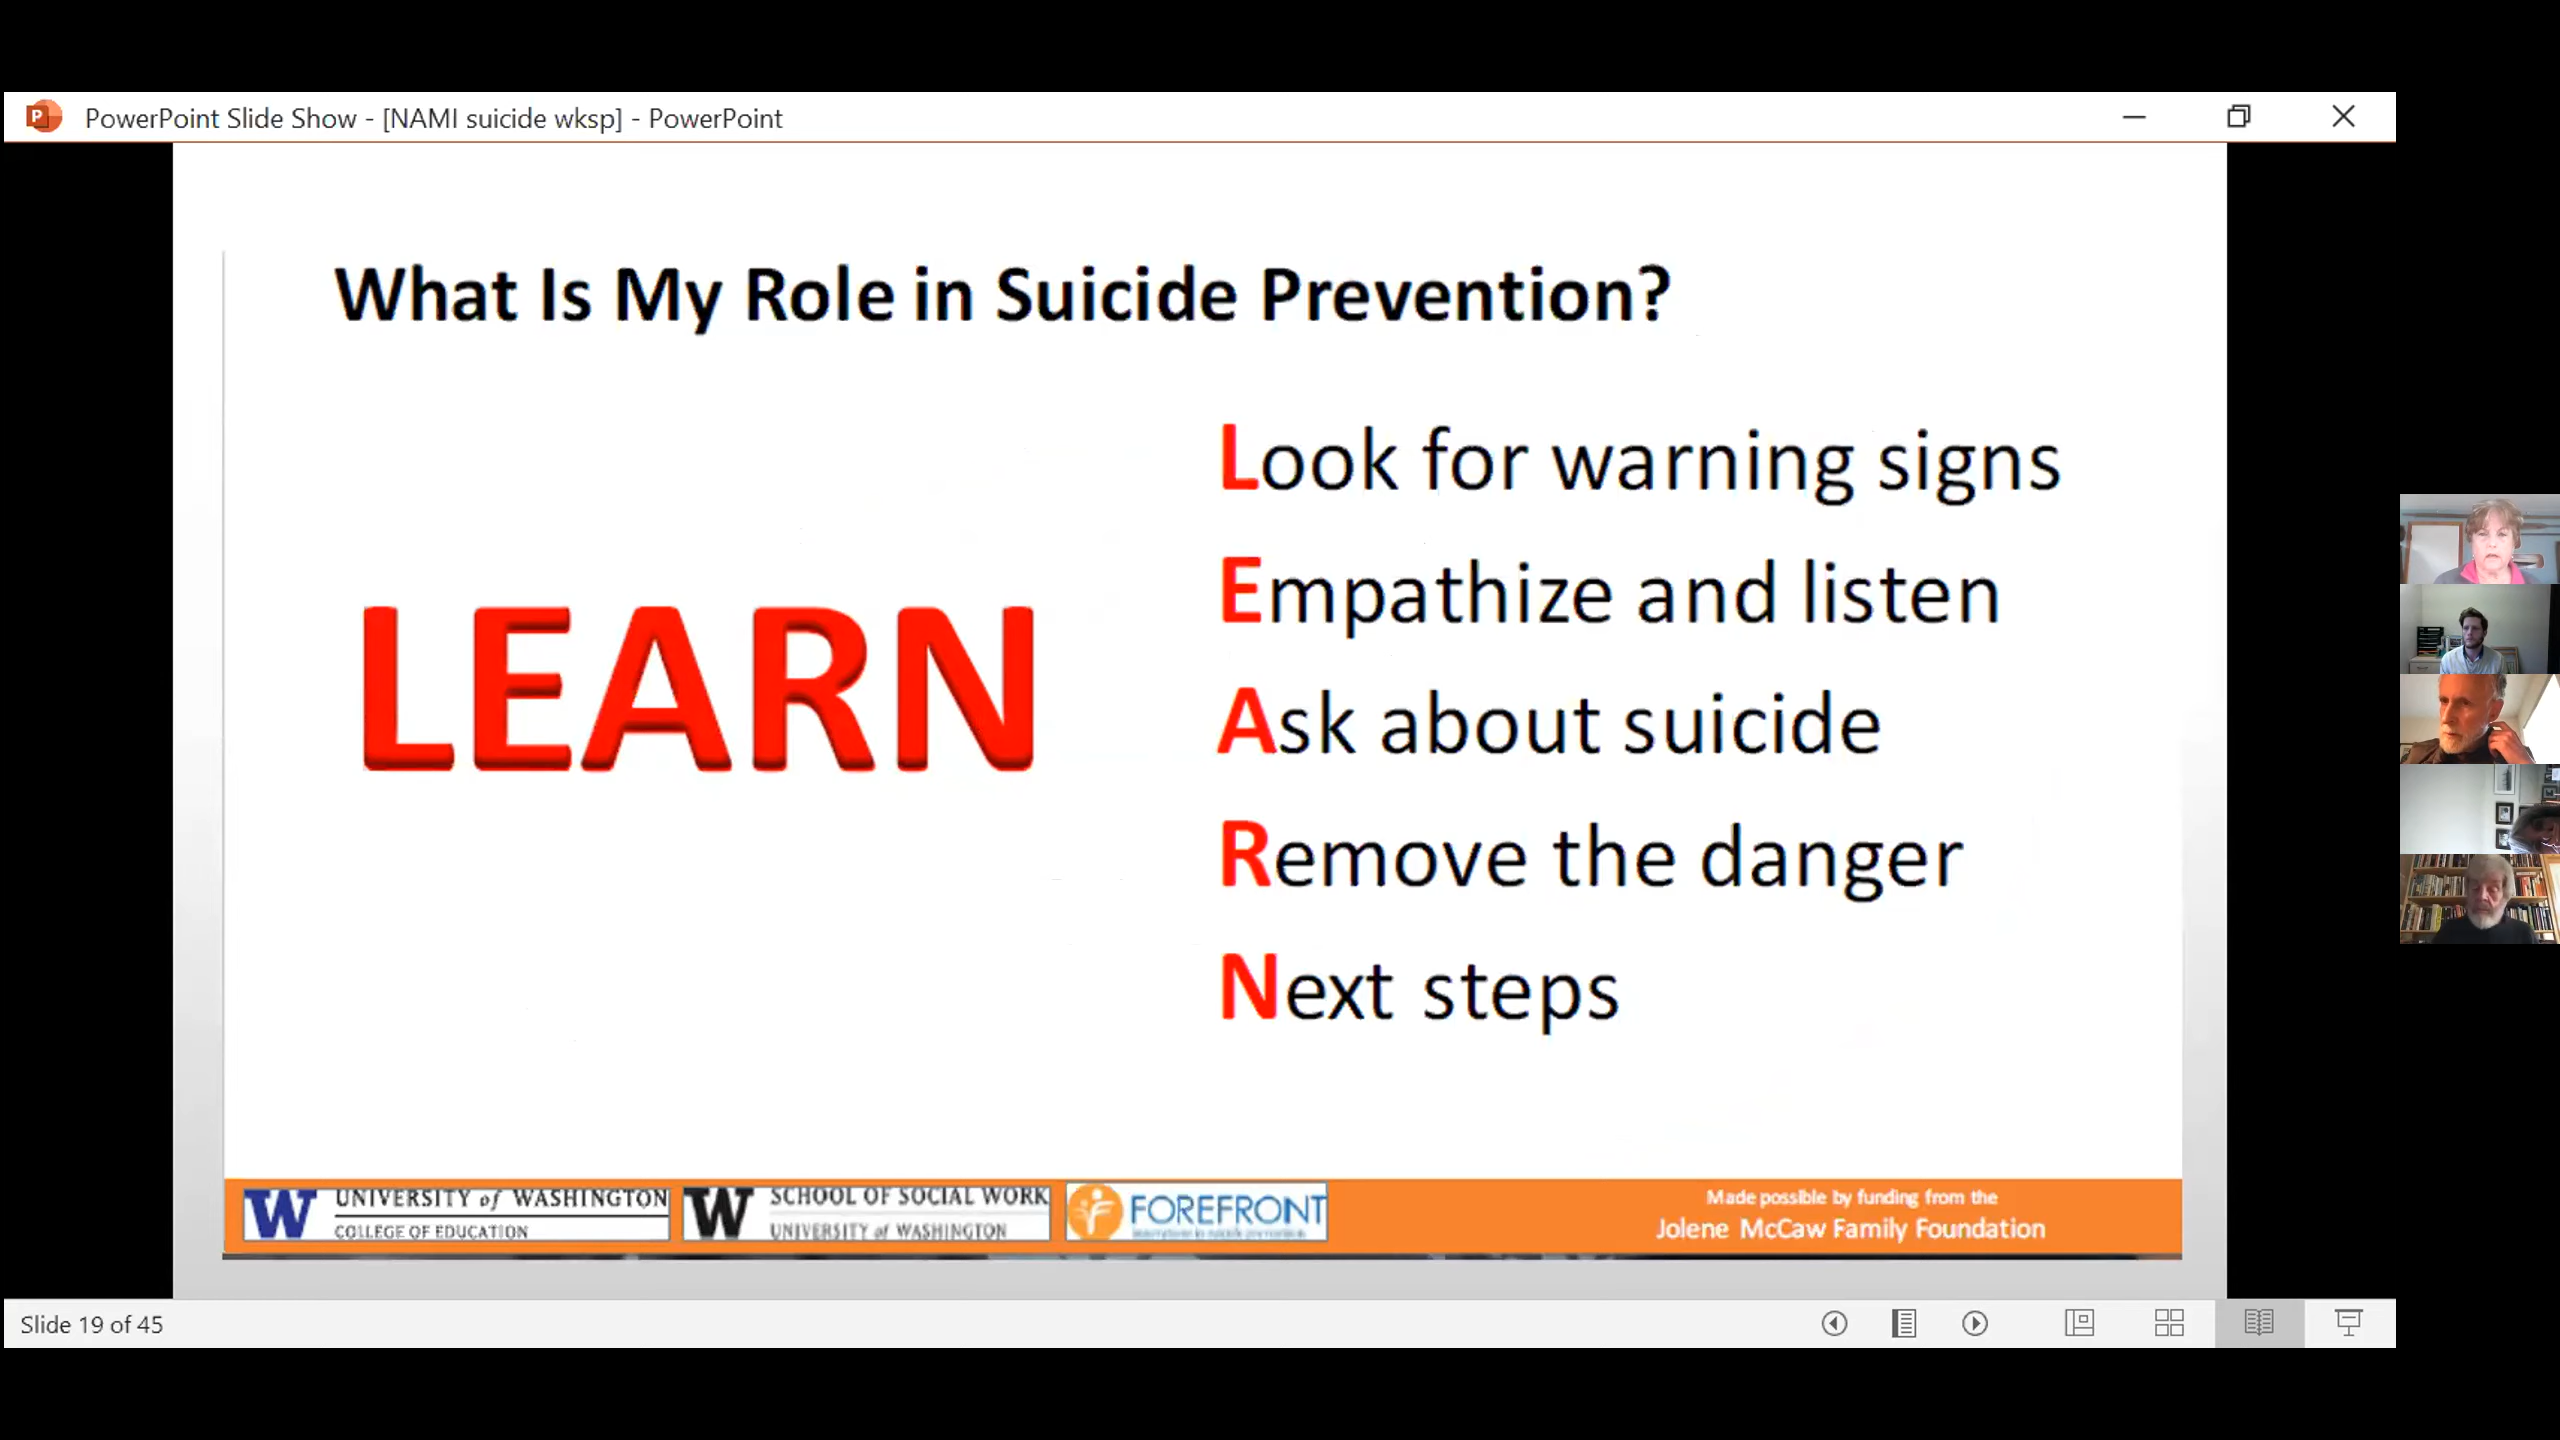 PowerPoint Slide Show - [NAMI suicide wksp] - PowerPoint
What Is My Role in Suicide Prevention?
LEARN
Look for warning signs
Empathize and listen
Ask about suicide
Remove the danger
Next steps
W UNIVERSITY of WASHINGTON
COLLEGE OF EDUCATION
W SCHOOL OF SOCIAL WORK
UNIVERSITY of WASHINGTON
FOREFRONT
Made possible by funding from the
Jolene McCaw Family Foundation
Slide 19 of 45